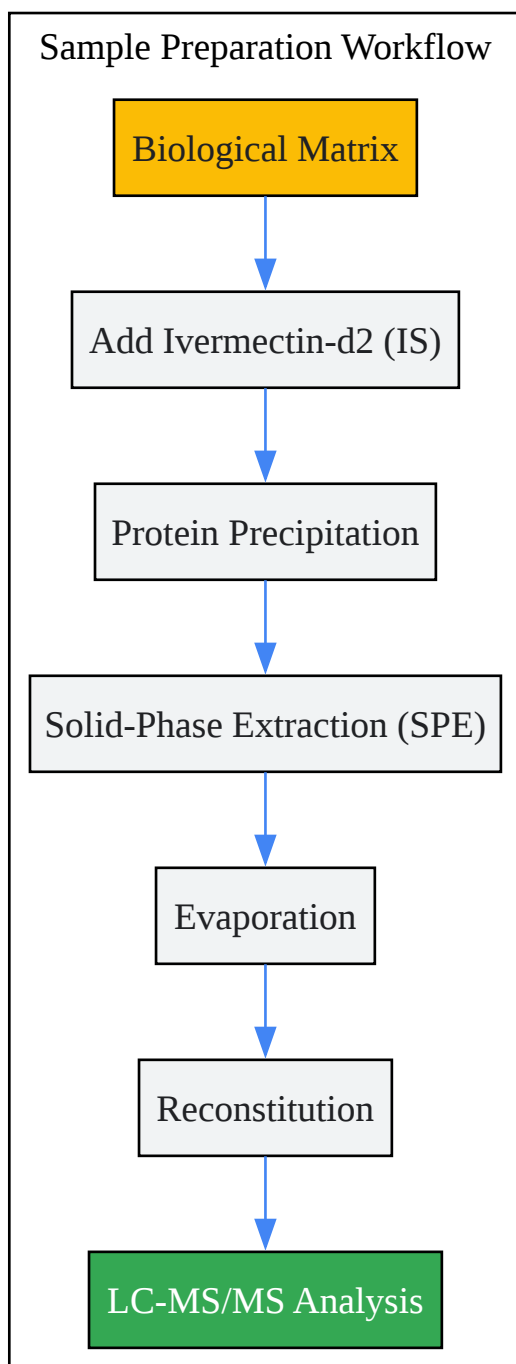 Sample Preparation Workflow
Biological Matrix
Add Ivermectin-d2 (IS)
Protein Precipitation
Solid-Phase Extraction (SPE)
Evaporation
Reconstitution
LC-MS/MS Analysis